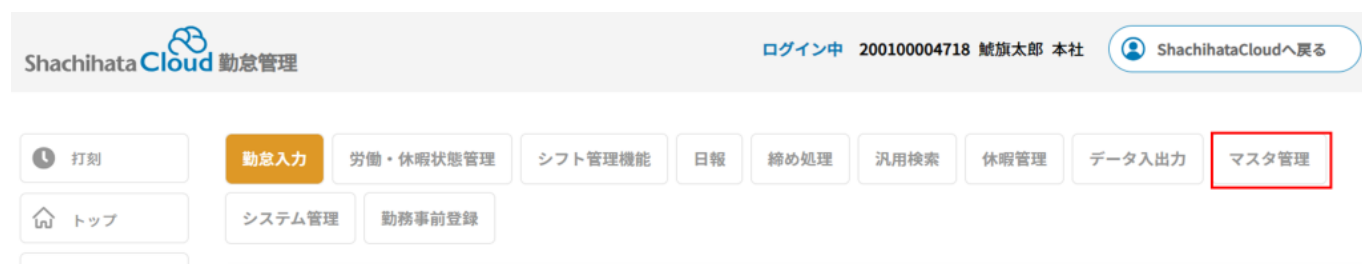 Shachihata Cloud 勤怠管理
ログイン中 200100004718 鯱旗太郎 本社
ShachihataCloudへ戻る
打刻
勤怠入力 労働・休暇状態管理 シフト管理機能 日報 締め処理 汎用検索 休暇管理 データ入出力 マスタ管理
トップ
システム管理 勤務事前登録